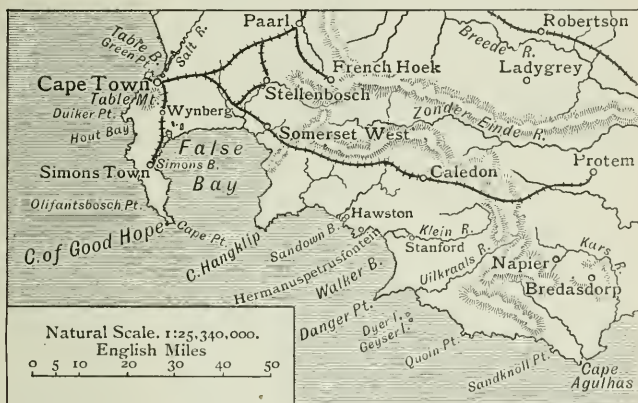 Paarl
Robertson
Table B.
Green Pt.
Salt R.
Breede R.
French Hoek
Ladygrey
Cape Town
Table Mt.
Stellenbosch
Duiker Pt.
Wynberg
Zonder Einde R.
Hout Bay
Somerset West
False
Bay
Simons B.
Simons Town
Protem
Caledon
Olifantsbosch Pt.
Hawston
Cape Pt.
C. of Good Hope
C. Hangklip
Sandown B.
Klein R.
Stanford
Kars R.
Hermanuspetrusfontein
Uilkraals R.
Napier
Walker B.
Bredasdorp
Danger Pt.
Dyer I.
Geyser I.
Quoin Pt.
Sandknoll Pt.
Cape
Agulhas
Natural Scale. 1:25,340,000.
English Miles
0 5 10 20 30 40 50